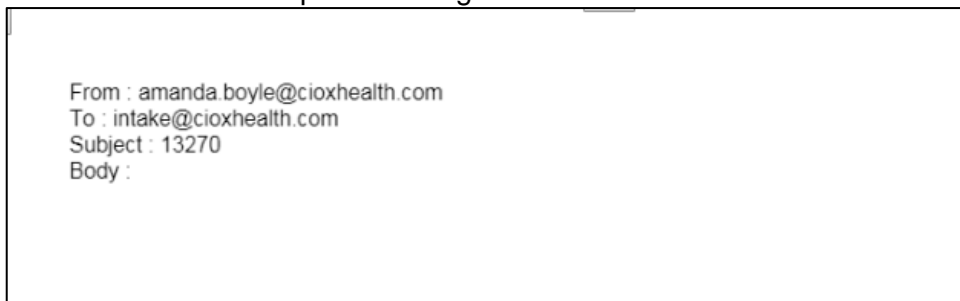 From : amanda.boyle@cioxhealth.com
To : intake@cioxhealth.com
Subject : 13270
Body :